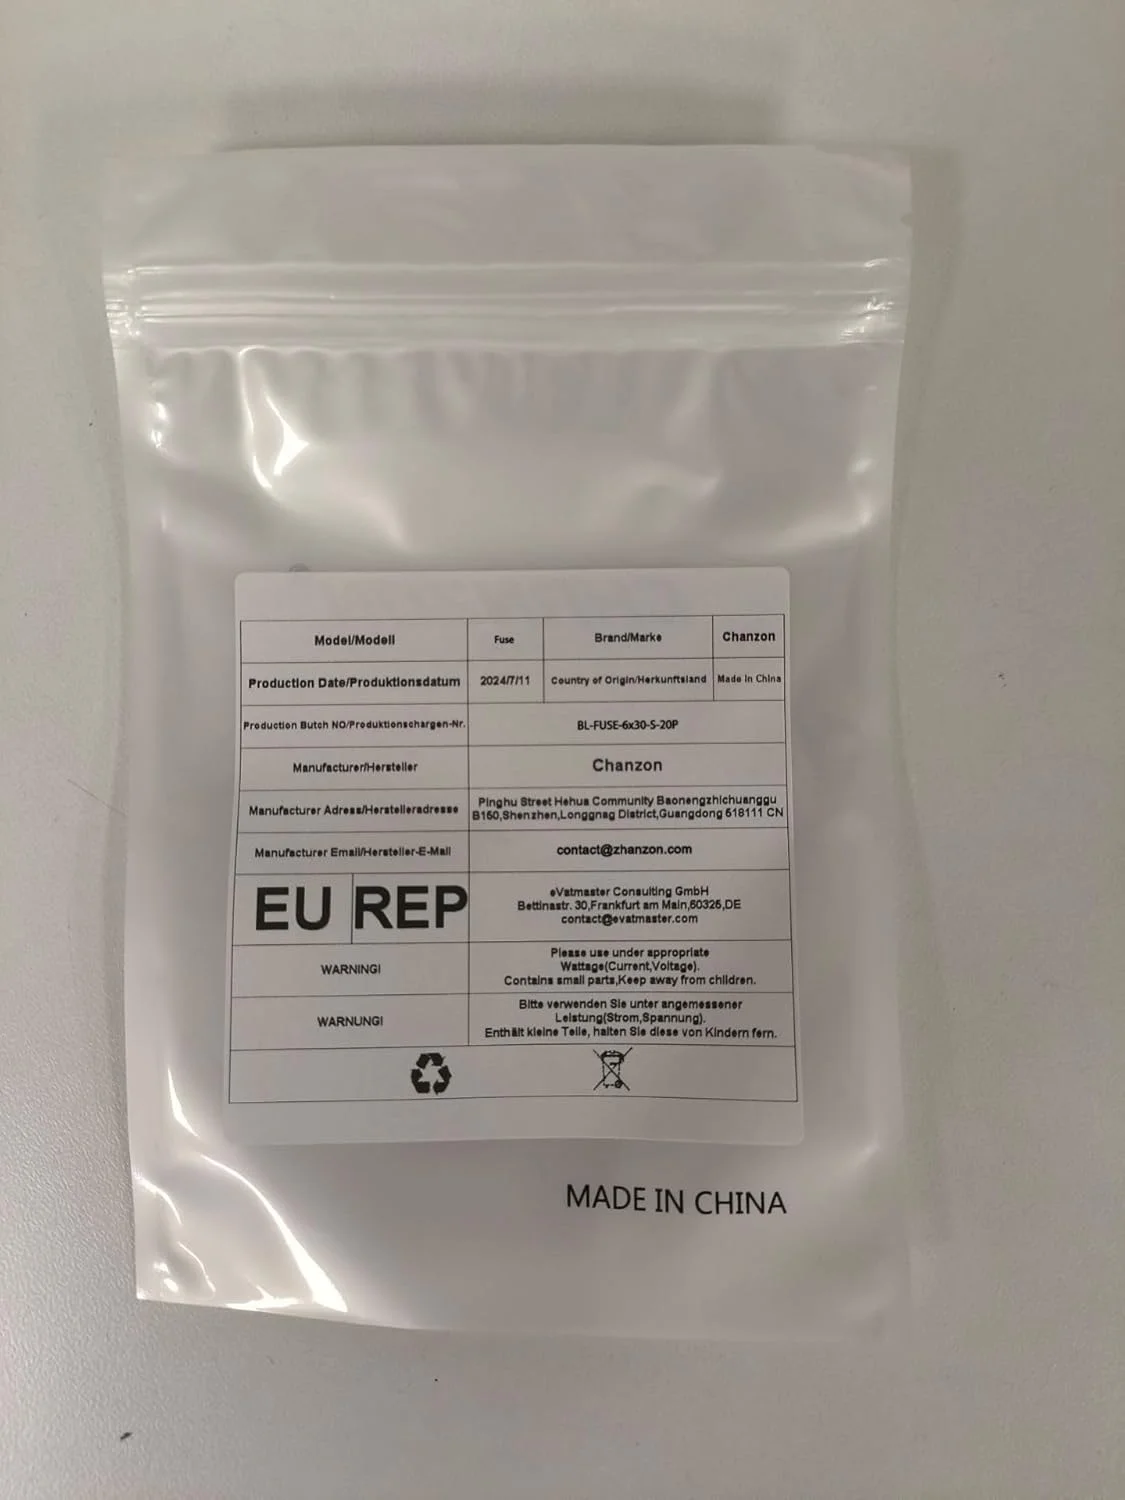 Model/Modell Fuse Brand/Marke Chanzon
Production Date/Produktionsdatum 2024/7/11 Country of Origin/Herkunftsland Made In China
Production Butch NO/Produktionschargen-Nr. BL-FUSE-6x30-S-20P
Manufacturer/Hersteller Chanzon
Manufacturer Adress/Herstelleradresse Pinghu Street Hehua Community Baonengzhichuanggu
B150,Shenzhen,Longgnag District,Guangdong 518111 CN
Manufacturer Email/Hersteller-E-Mail contact@zhanzon.com
EU REP eVatmaster Consulting GmbH
Bettinastr. 30,Frankfurt am Main,60325,DE
contact@evatmaster.com
WARNING! Please use under appropriate
Wattage(Current,Voltage).
Contains small parts,Keep away from children.
WARNUNG! Bitte verwenden Sie unter angemessener
Leistung(Strom,Spannung).
Enthält kleine Teile, halten Sie diese von Kindern fern.
MADE IN CHINA